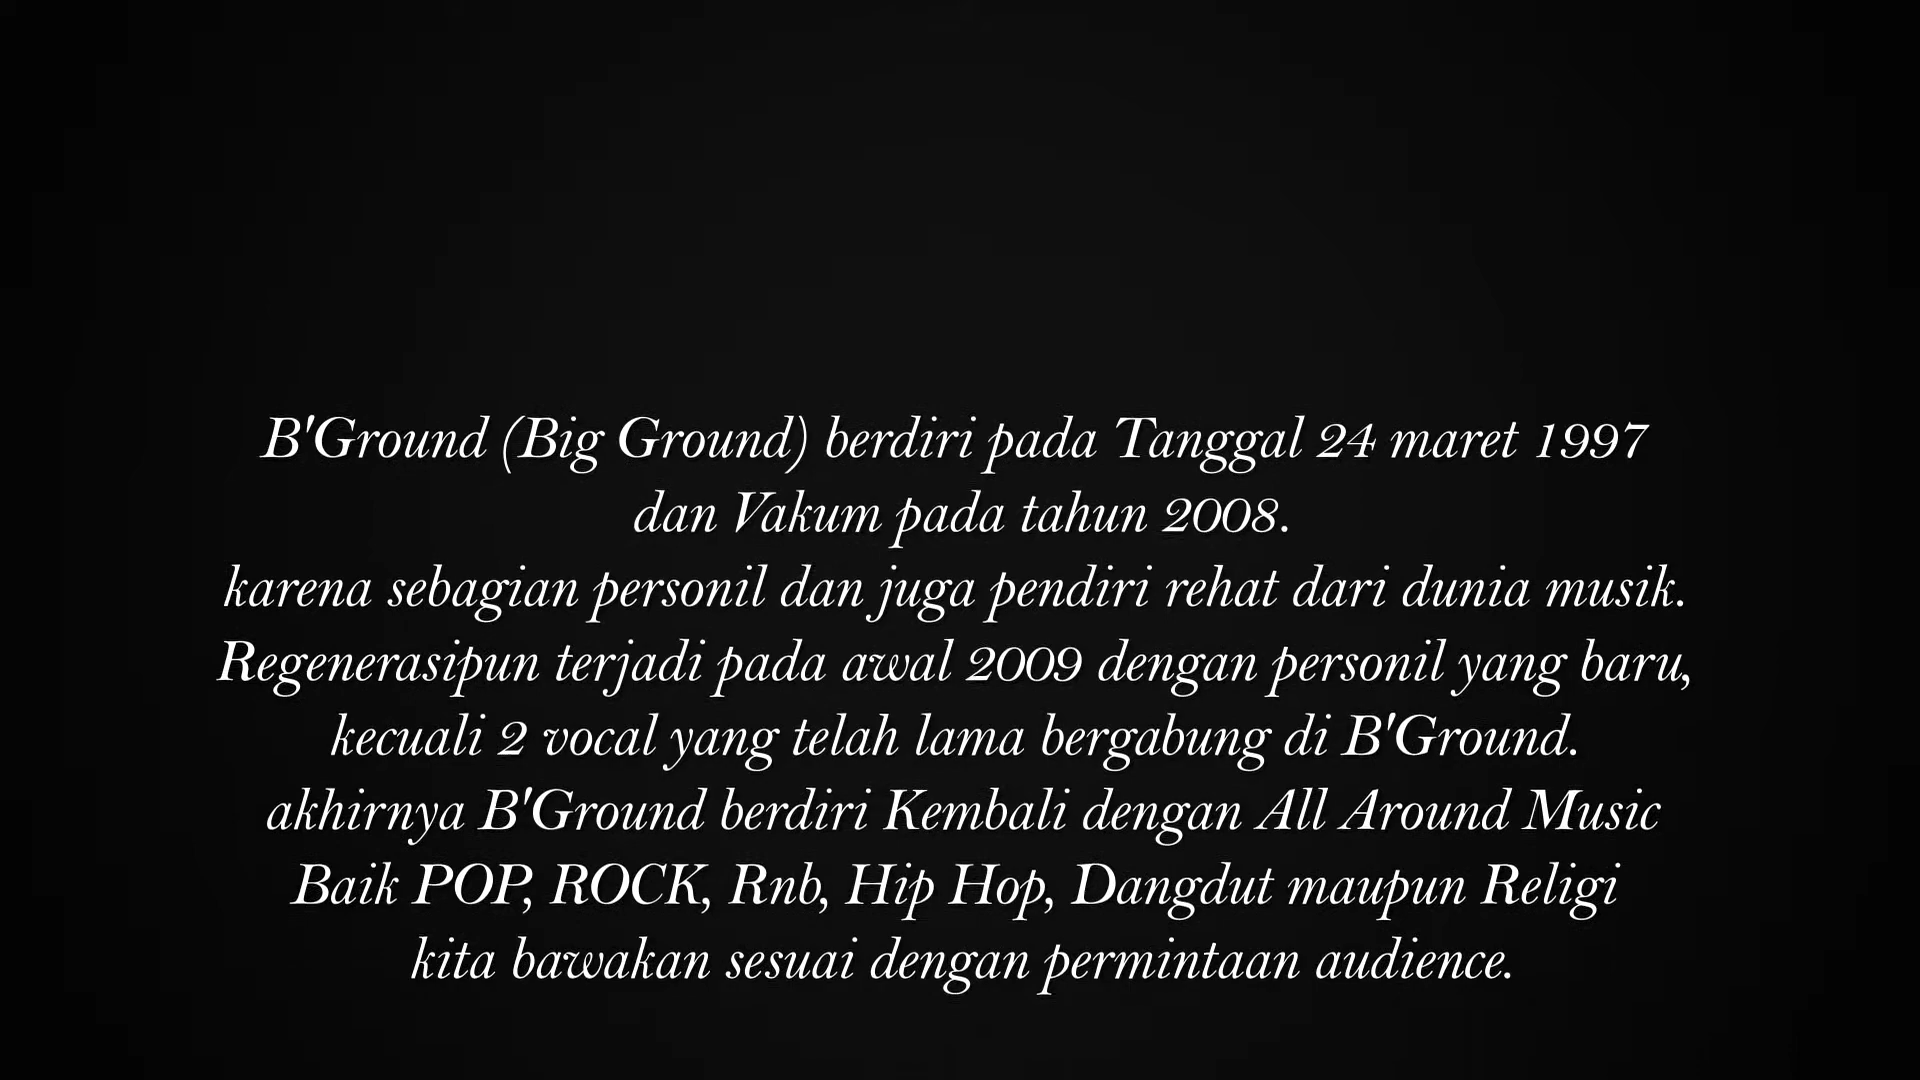 B'Ground (Big Ground) berdiri pada Tanggal 24 maret 1997
dan Vakum pada tahun 2008.
karena sebagian personil dan juga pendiri rehat dari dunia musik.
Regenerasipun terjadi pada awal 2009 dengan personil yang baru,
kecuali 2 vocal yang telah lama bergabung di B'Ground.
akhirnya B'Ground berdiri Kembali dengan All Around Music
Baik POP, ROCK, Rnb, Hip Hop, Dangdut maupun Religi
kita bawakan sesuai dengan permintaan audience.